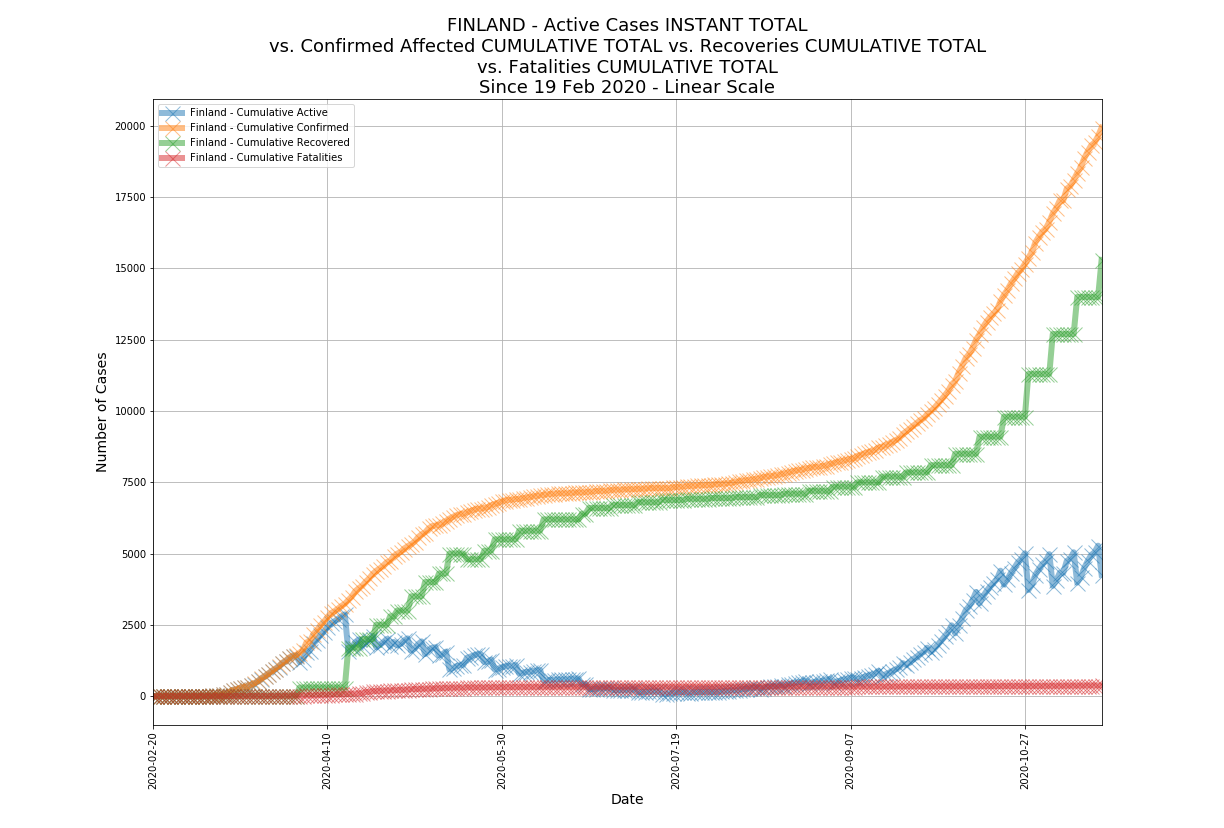 FINLAND - Active Cases INSTANT TOTAL
vs. Confirmed Affected CUMULATIVE TOTAL vs. Recoveries CUMULATIVE TOTAL
vs. Fatalities CUMULATIVE TOTAL
Since 19 Feb 2020 - Linear Scale
Finland - Cumulative Active
Finland - Cumulative Confirmed
Finland - Cumulative Recovered
Finland - Cumulative Fatalities
20000
17500
15000
12500
10000
7500
5000
2500
0
Number of Cases
2020-02-20
2020-04-10
2020-05-30
2020-07-19
2020-09-07
2020-10-27
Date